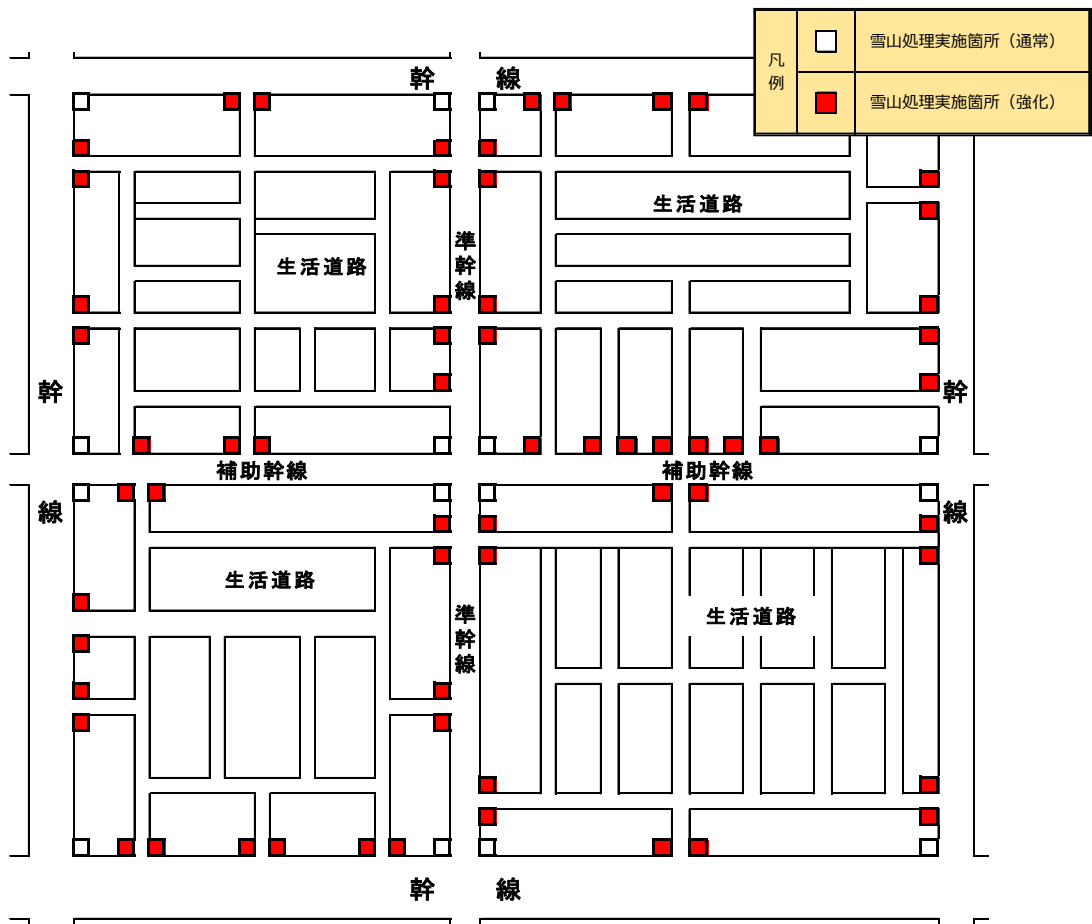 凡例
雪山処理実施箇所（通常）
雪山処理実施箇所（強化）
幹線
生活道路
生活道路
準幹線
幹線
幹線
補助幹線
補助幹線
生活道路
生活道路
準幹線
幹線